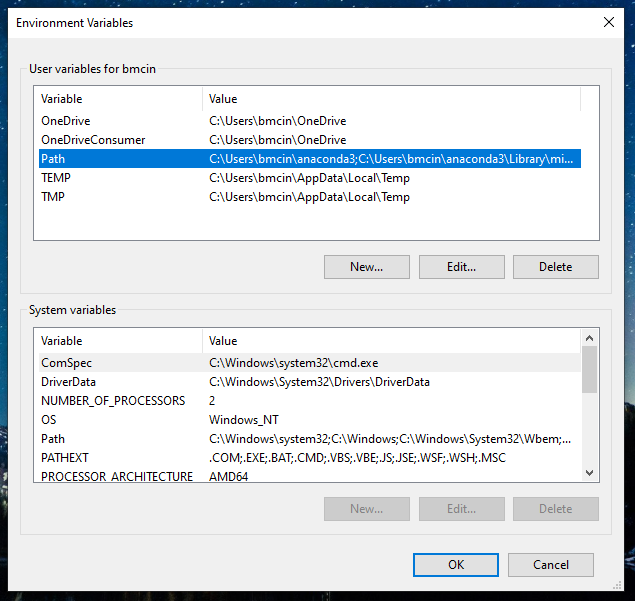 Environment Variables
User variables for bmcin
Variable Value
OneDrive C:\Users\bmcin\OneDrive
OneDriveConsumer C:\Users\bmcin\OneDrive
Path C:\Users\bmcin\anaconda3;C:\Users\bmcin\anaconda3\Library\mi...
TEMP C:\Users\bmcin\AppData\Local\Temp
TMP C:\Users\bmcin\AppData\Local\Temp
New... Edit... Delete
System variables
Variable Value
ComSpec C:\Windows\system32\cmd.exe
DriverData C:\Windows\System32\Drivers\DriverData
NUMBER_OF_PROCESSORS 2
OS Windows_NT
Path C:\Windows\system32;C:\Windows;C:\Windows\System32\Wbem;...
PATHEXT .COM;.EXE;.BAT;.CMD;.VBS;.VBE;.JS;.JSE;.WSF;.WSH;.MSC
PROCESSOR_ARCHITECTURE AMD64
New... Edit... Delete
OK Cancel